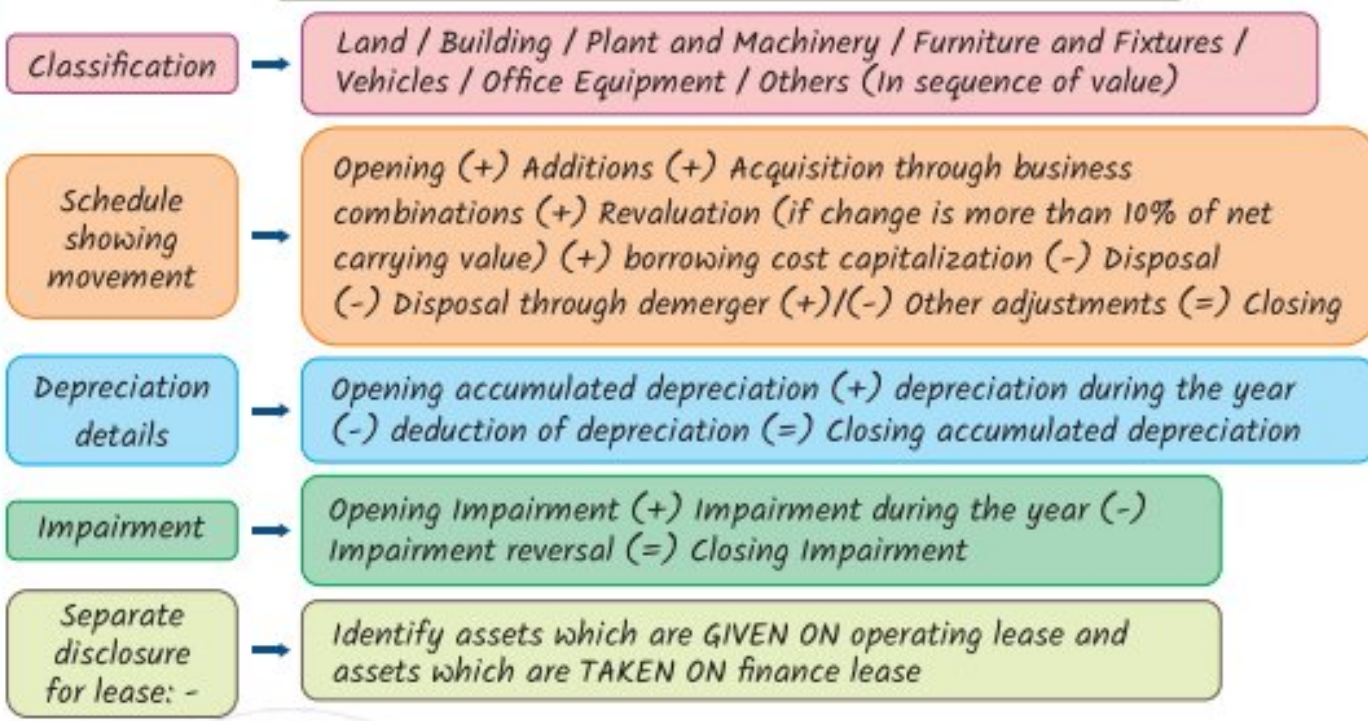 Classification
Land / Building / Plant and Machinery / Furniture and Fixtures /
Vehicles / Office Equipment / Others (In sequence of value)
Schedule
showing
movement
Opening (+) Additions (+) Acquisition through business
combinations (+) Revaluation (if change is more than 10% of net
carrying value) (+) borrowing cost capitalization (-) Disposal
(-) Disposal through demerger (+)/(-) Other adjustments (=) Closing
Depreciation
details
Opening accumulated depreciation (+) depreciation during the year
(-) deduction of depreciation (=) Closing accumulated depreciation
Impairment
Opening Impairment (+) Impairment during the year (-)
Impairment reversal (=) Closing Impairment
Separate
disclosure
for lease: -
Identify assets which are GIVEN ON operating lease and
assets which are TAKEN ON finance lease